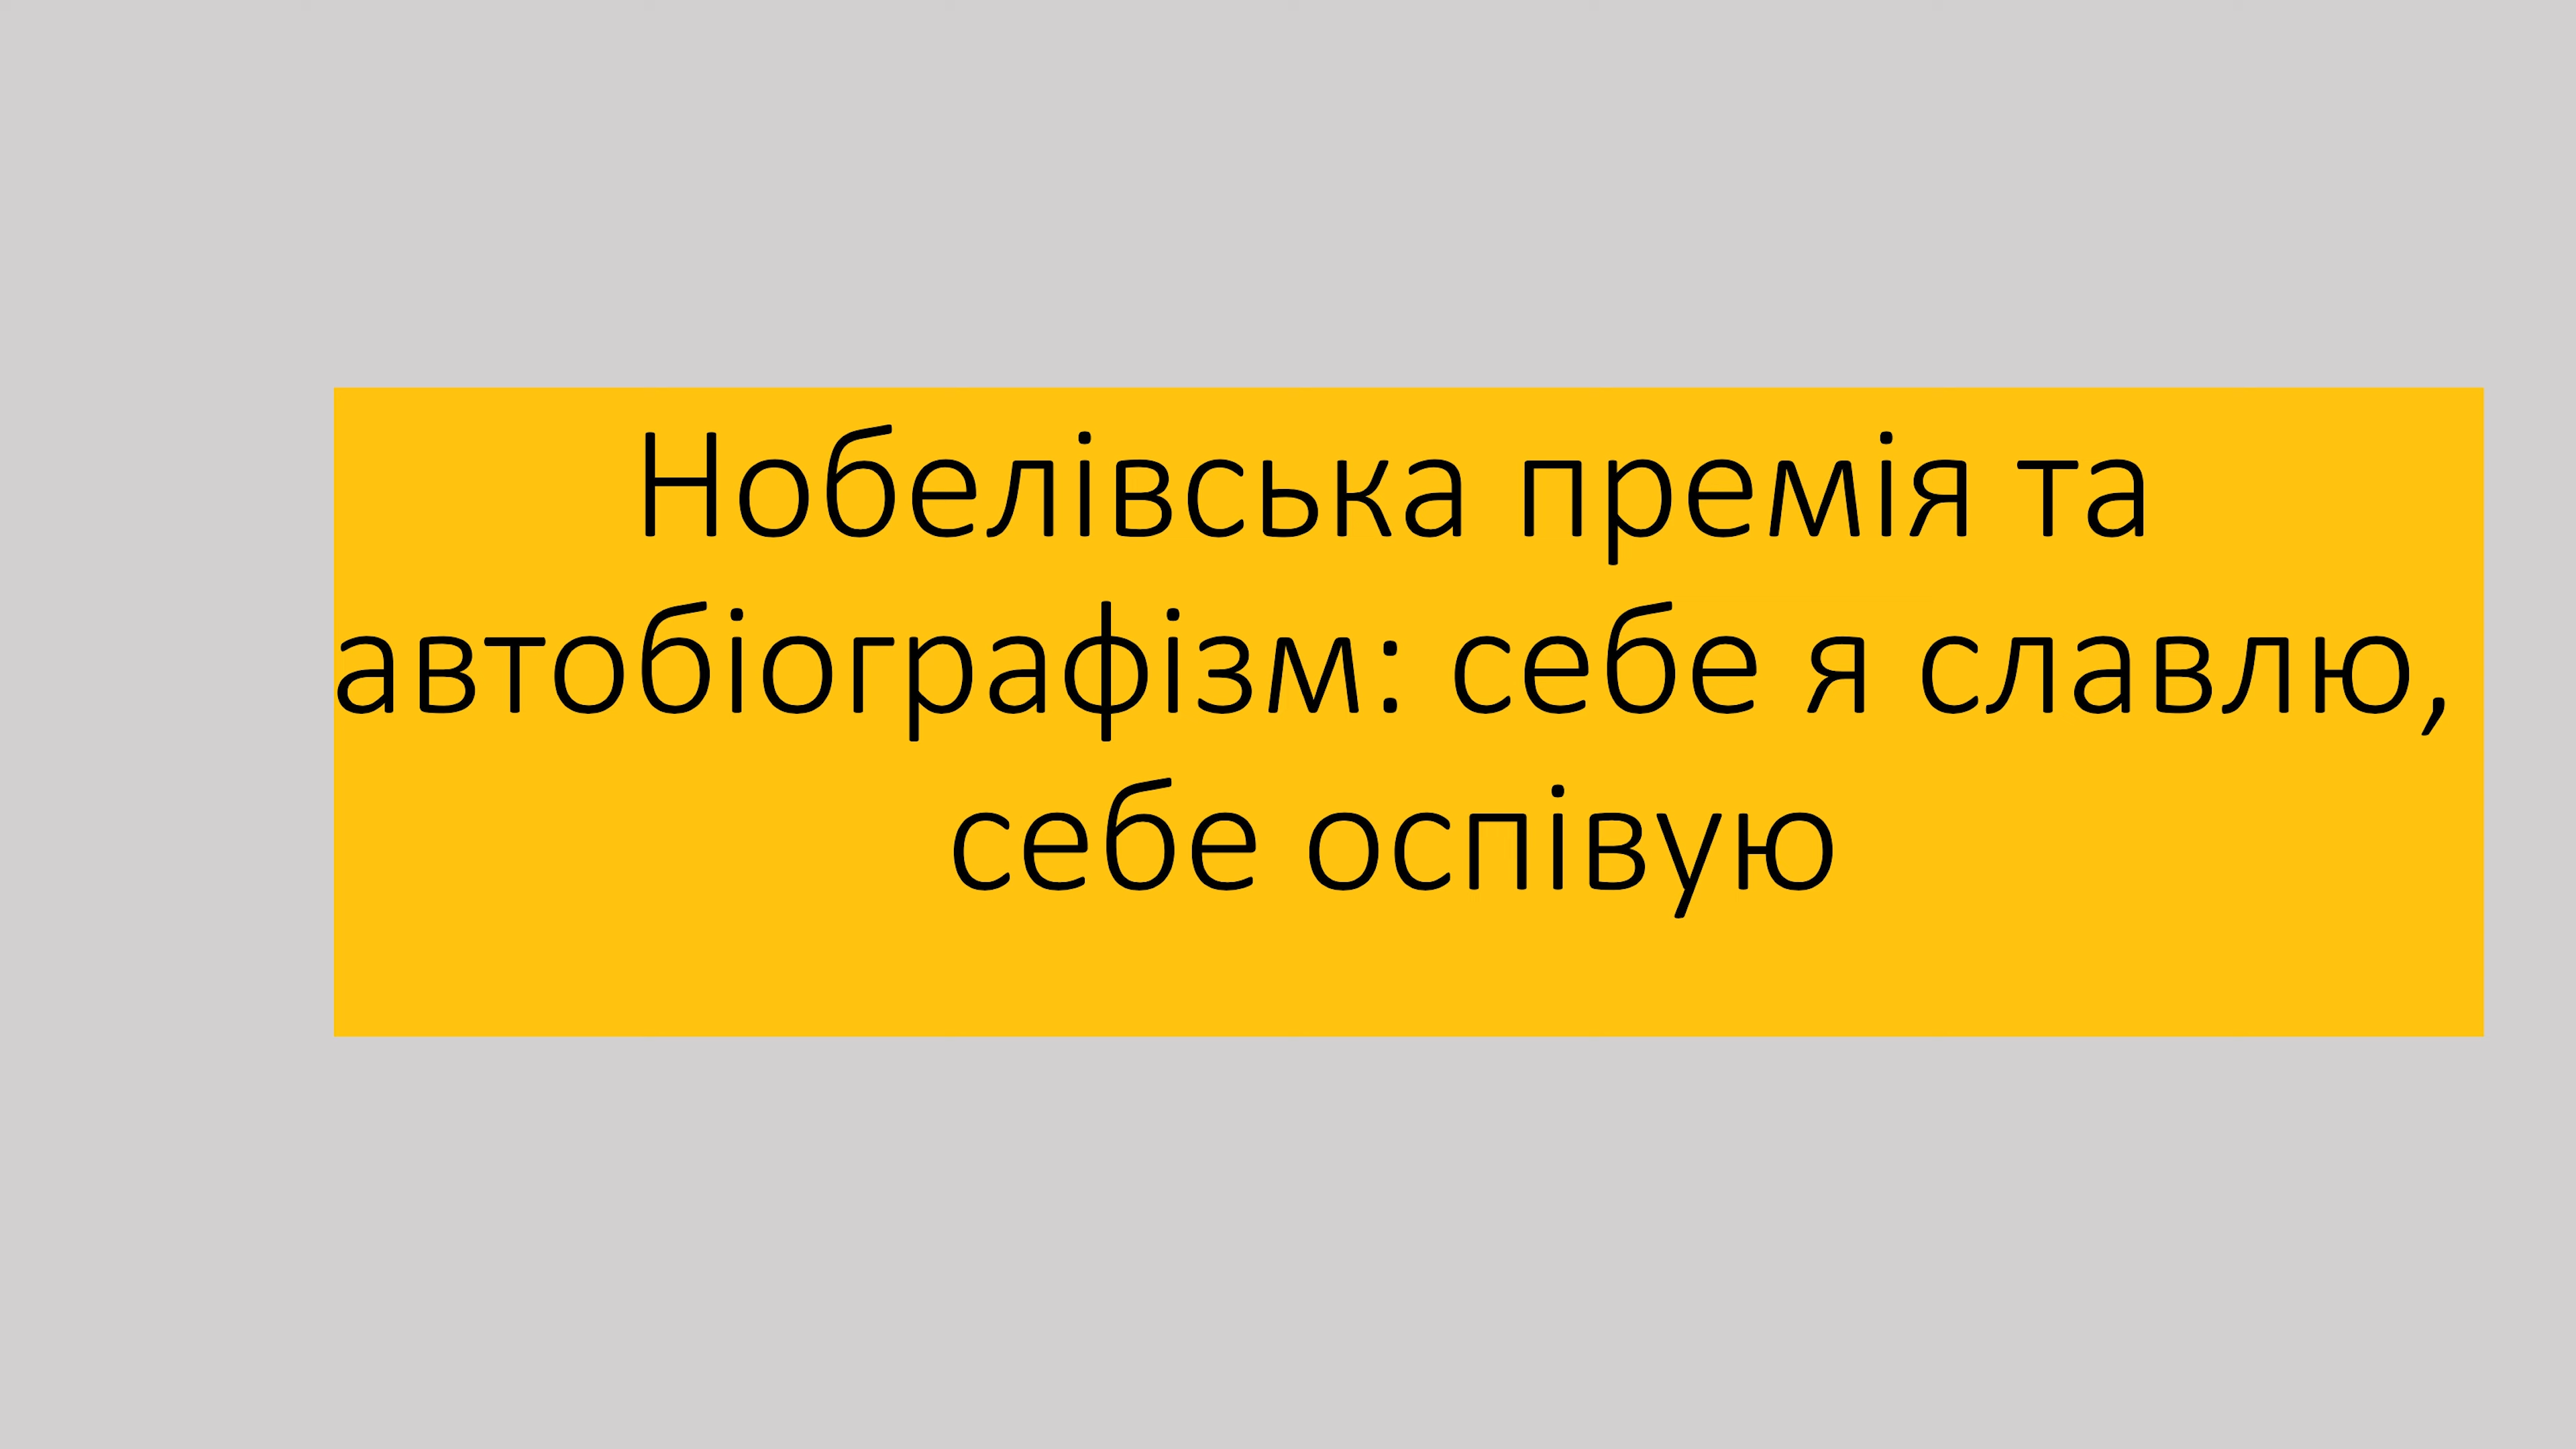 Нобелівська премія та
автобіографізм: себе я славлю,
себе оспівую